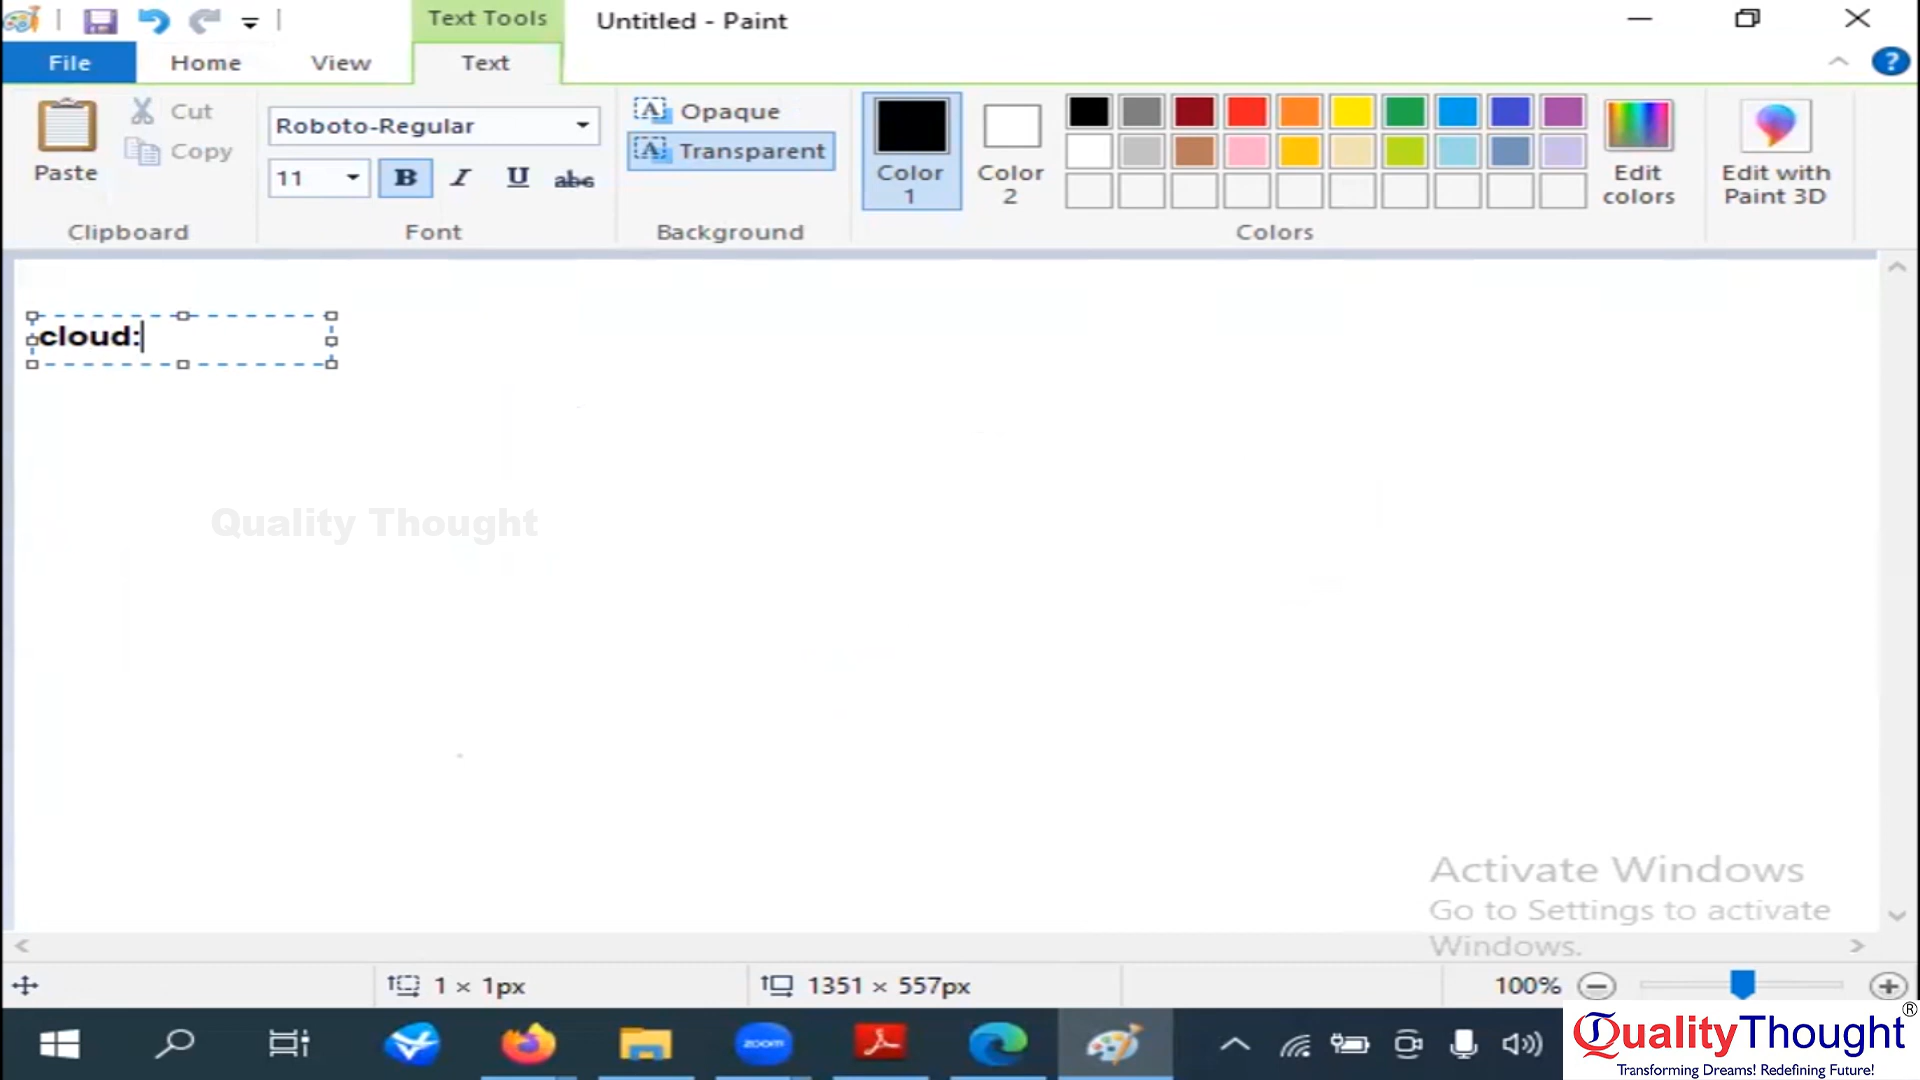 Text Tools
Untitled - Paint
File
Home
View
Text
Paste
Cut
Copy
Clipboard
Roboto-Regular
11
B
I
U
abc
Font
Opaque
Transparent
Background
Color
1
Color
2
Edit
colors
Colors
Edit with
Paint 3D
cloud:
Quality Thought
Activate Windows
Go to Settings to activate
Windows.
1 × 1px
1351 × 557px
100%
zoom
QualityThought®
Transforming Dreams! Redefining Future!